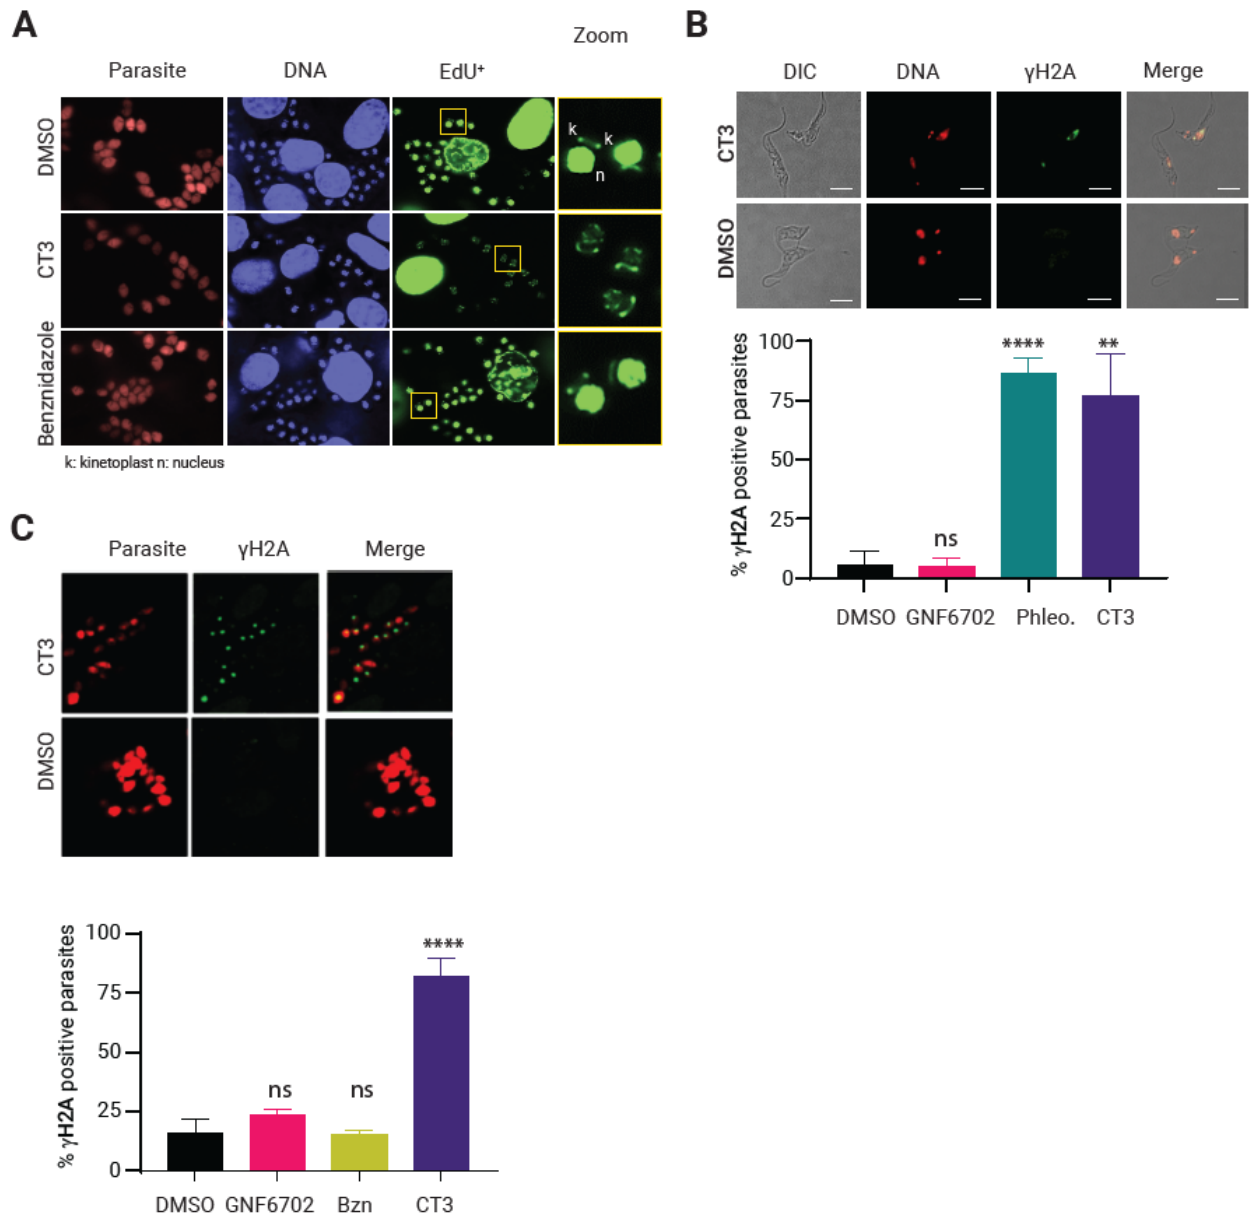 A
Zoom
Parasite DNA EdU⁺
DMSO
k
k
n
CT3
Benznidazole
k: kinetoplast n: nucleus
B
DIC DNA γH2A Merge
CT3
DMSO
% γH2A positive parasites
100
75
50
25
0
ns
****
**
DMSO GNF6702 Phleo. CT3
C
Parasite γH2A Merge
CT3
DMSO
% γH2A positive parasites
100
75
50
25
0
ns
ns
****
DMSO GNF6702 Bzn CT3